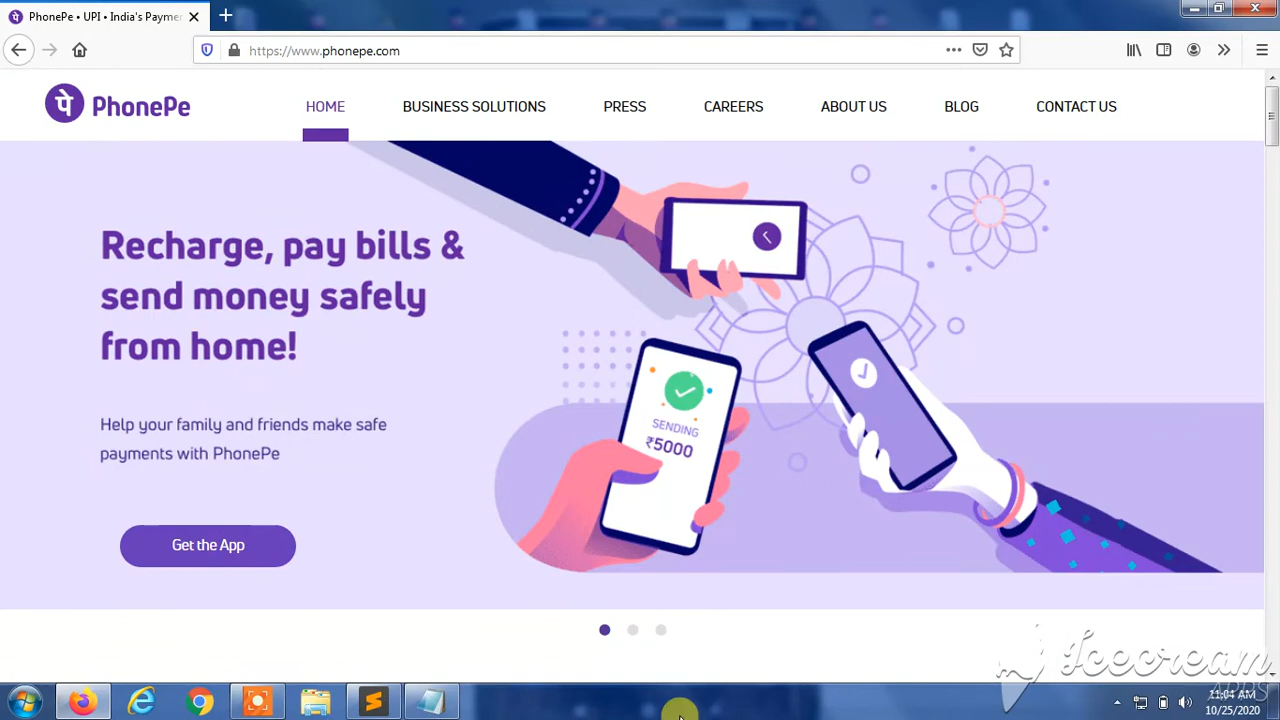 PhonePe • UPI • India's Payme
https://www.phonepe.com
पे PhonePe
HOME
BUSINESS SOLUTIONS
PRESS
CAREERS
ABOUT US
BLOG
CONTACT US
Recharge, pay bills &
send money safely
from home!
SENDING
₹5000
Help your family and friends make safe
payments with PhonePe
Get the App
Icecream
APPS
11:04 AM
10/25/2020